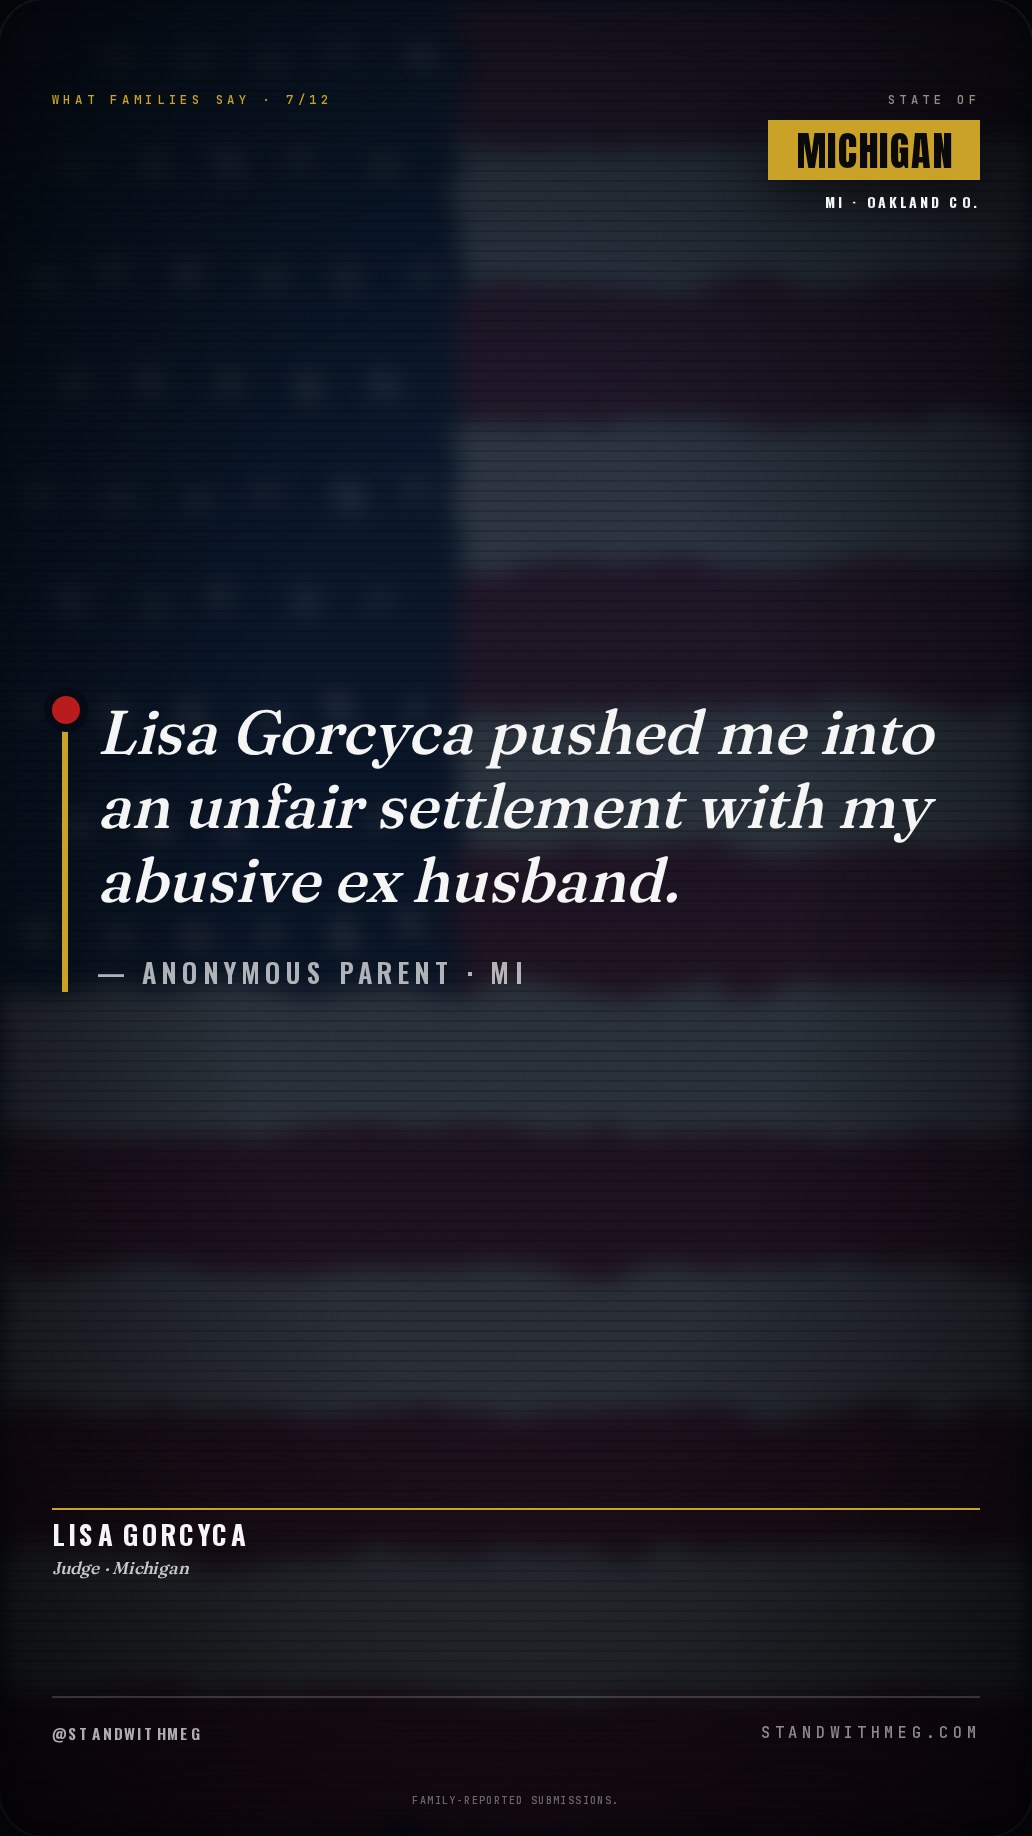 WHAT FAMILIES SAY · 7/12
STATE OF
MICHIGAN
MI · OAKLAND CO.
Lisa Gorcyca pushed me into
an unfair settlement with my
abusive ex husband.
— ANONYMOUS PARENT · MI
LISA GORCYCA
Judge · Michigan
@STANDWITHMEG
STANDWITHMEG.COM
FAMILY-REPORTED SUBMISSIONS.